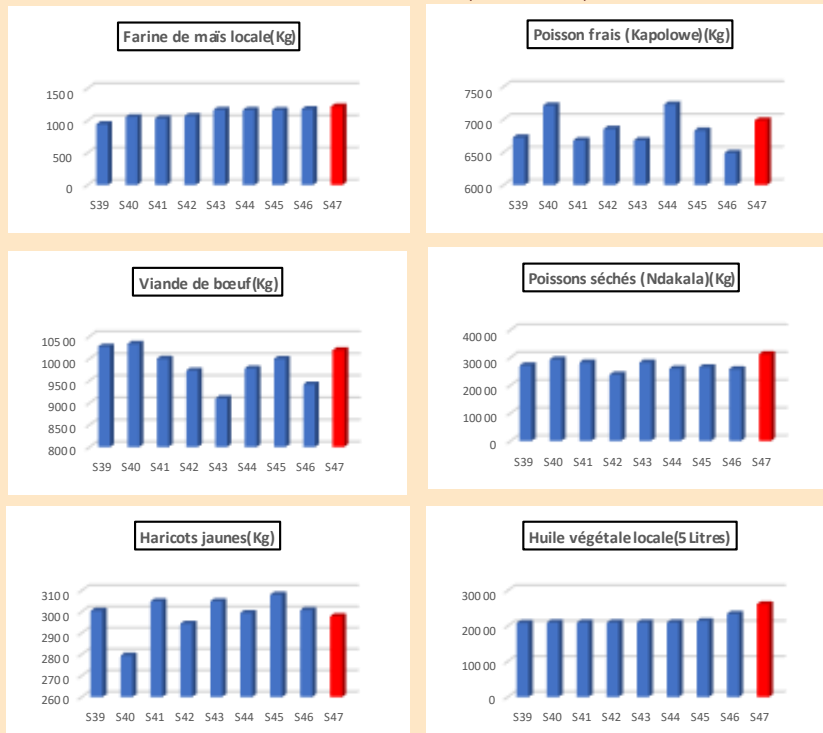 Farine de maïs locale(Kg)
1500
1000
500
0
S39 S40 S41 S42 S43 S44 S45 S46 S47
Poisson frais (Kapolowe)(Kg)
7500
7000
6500
6000
S39 S40 S41 S42 S43 S44 S45 S46 S47
Viande de bœuf(Kg)
10500
10000
9500
9000
8500
8000
S39 S40 S41 S42 S43 S44 S45 S46 S47
Poissons séchés (Ndakala)(Kg)
40000
30000
20000
10000
0
S39 S40 S41 S42 S43 S44 S45 S46 S47
Haricots jaunes(Kg)
3100
3000
2900
2800
2700
2600
S39 S40 S41 S42 S43 S44 S45 S46 S47
Huile végétale locale(5 Litres)
30000
20000
10000
0
S39 S40 S41 S42 S43 S44 S45 S46 S47